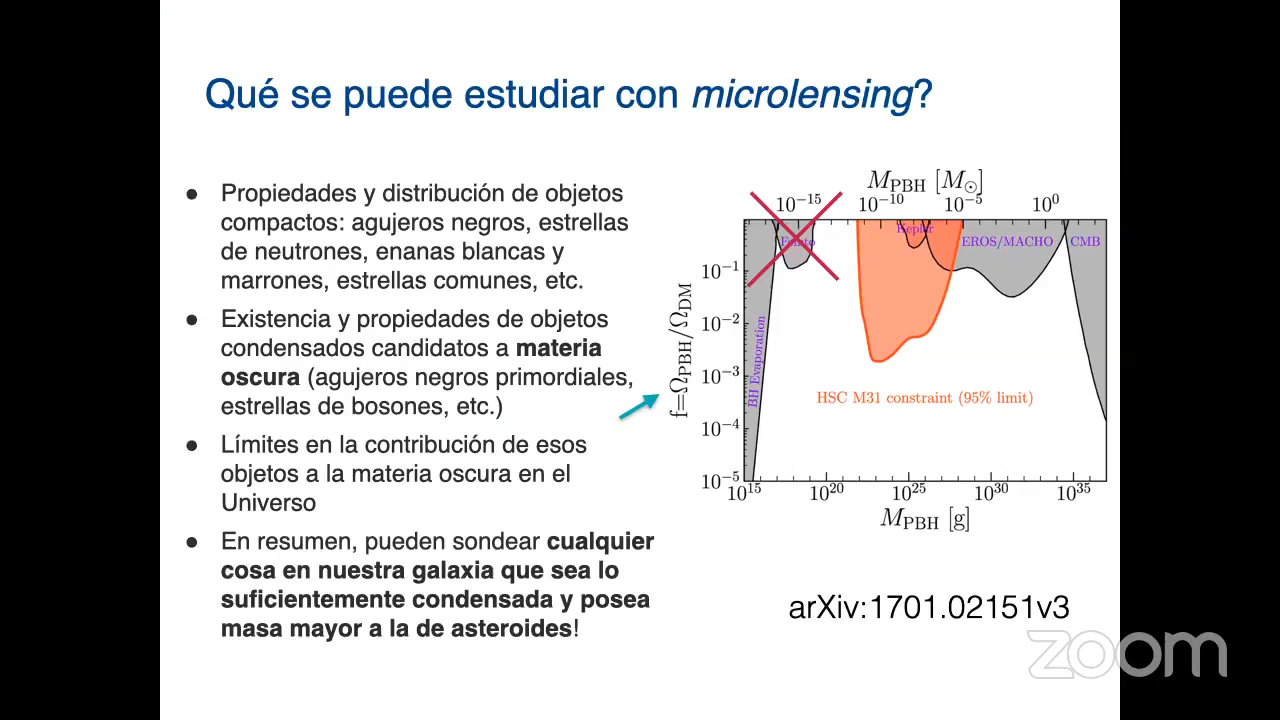 Qué se puede estudiar con microlensing?
● Propiedades y distribución de objetos
compactos: agujeros negros, estrellas
de neutrones, enanas blancas y
marrones, estrellas comunes, etc.
● Existencia y propiedades de objetos
condensados candidatos a materia
oscura (agujeros negros primordiales,
estrellas de bosones, etc.)
● Límites en la contribución de esos
objetos a la materia oscura en el
Universo
● En resumen, pueden sondear cualquier
cosa en nuestra galaxia que sea lo
suficientemente condensada y posea
masa mayor a la de asteroides!
M_PBH [M_⊙]
10^−15 10^−10 10^−5 10^0
Kepler
EROS/MACHO CMB
BH Evaporation
HSC M31 constraint (95% limit)
f=Ω_PBH/Ω_DM
10^−1
10^−2
10^−3
10^−4
10^−5
10^15 10^20 10^25 10^30 10^35
M_PBH [g]
arXiv:1701.02151v3
zoom